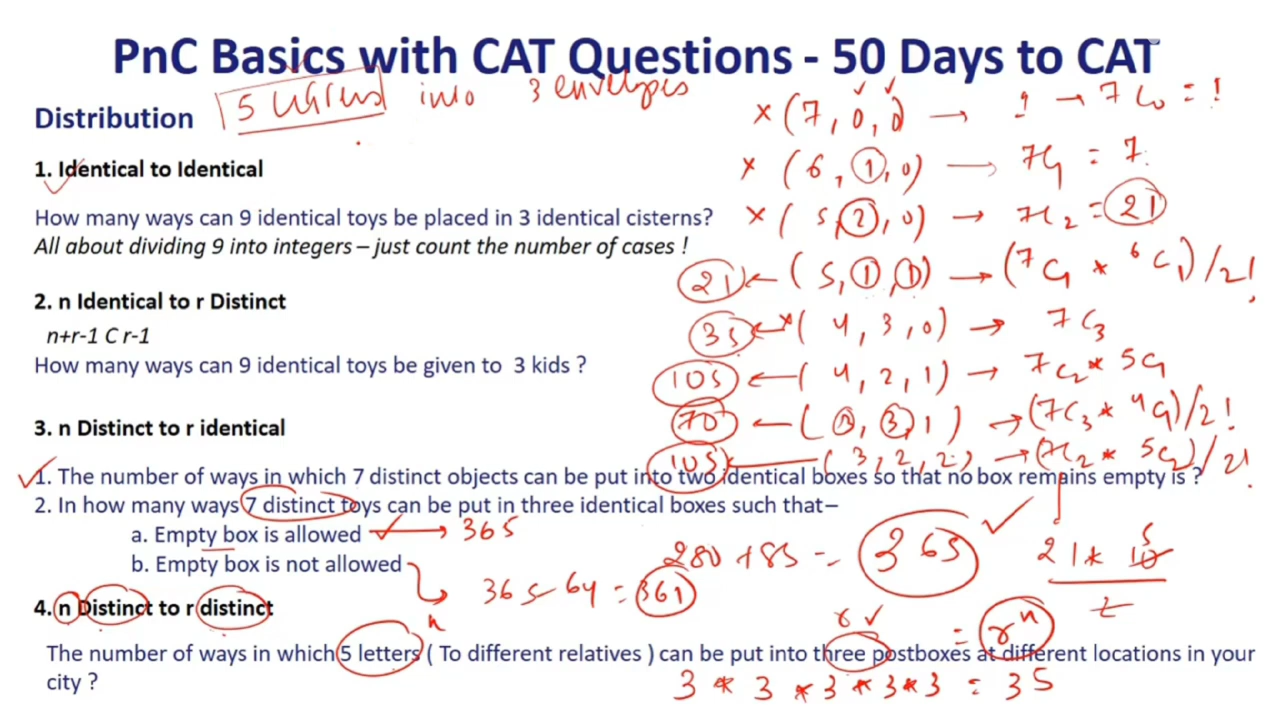 PnC Basics with CAT Questions - 50 Days to CAT
Distribution
5 letters into 3 envelopes
1. Identical to Identical
How many ways can 9 identical toys be placed in 3 identical cisterns?
All about dividing 9 into integers – just count the number of cases !
2. n Identical to r Distinct
n+r-1 C r-1
How many ways can 9 identical toys be given to 3 kids ?
× (7, 0, 0) → 1 → 7C0 = 1
× (6, 1, 0) → 7C1 = 7
× (5, 2, 0) → 7C2 = 21
21 ← (5, 1, 1) → (7C1 * 6C1)/2!
35 ← × (4, 3, 0) → 7C3
105 ← (4, 2, 1) → 7C2 * 5C1
70 ← (3, 3, 1) → (7C3 * 4C1)/2!
105 ← (3, 2, 2) → (7C2 * 5C2)/2!
3. n Distinct to r identical
1. The number of ways in which 7 distinct objects can be put into two identical boxes so that no box remains empty is ?
2. In how many ways 7 distinct toys can be put in three identical boxes such that–
a. Empty box is allowed → 365
b. Empty box is not allowed → 365 - 64 = 361
280 + 85 = 365
21 * 10 5
2
4. n Distinct to r distinct
n r = rⁿ
The number of ways in which 5 letters ( To different relatives ) can be put into three postboxes at different locations in your
city ?
3 * 3 * 3 * 3 * 3 = 35